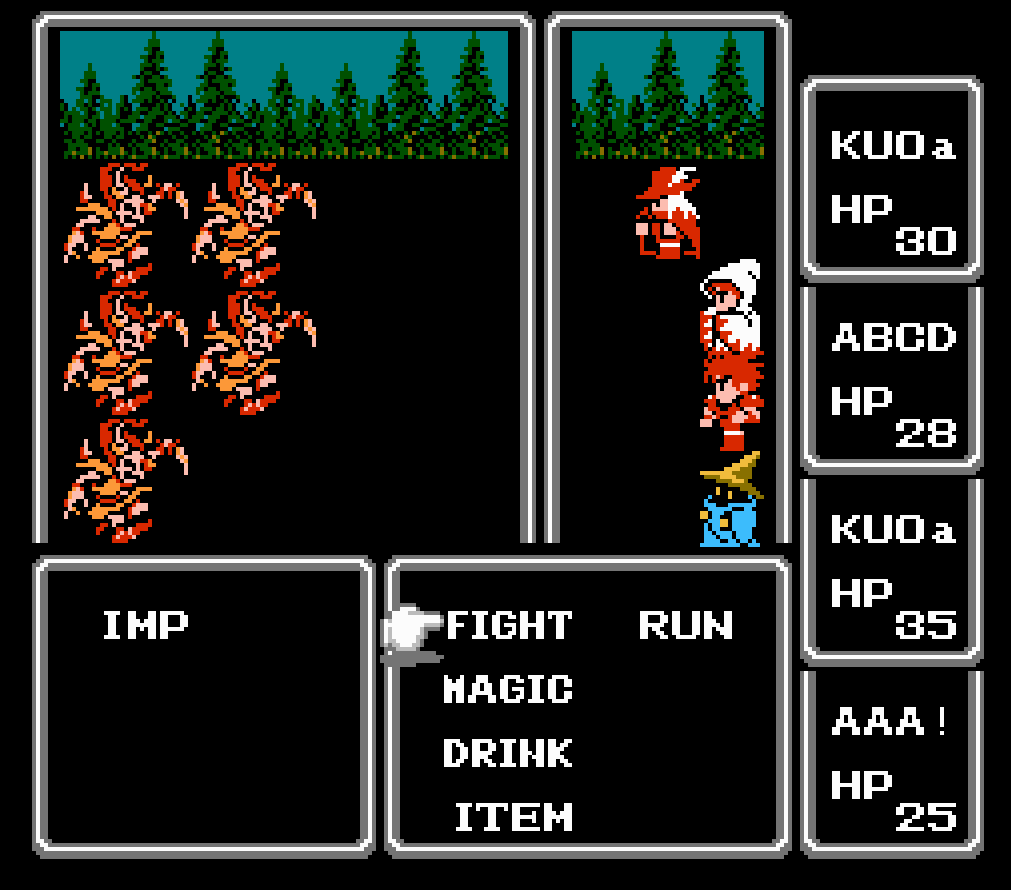 KUOa
HP
30
ABCD
HP
28
KUOa
HP
35
AAA!
HP
25
IMP
FIGHT RUN
MAGIC
DRINK
ITEM